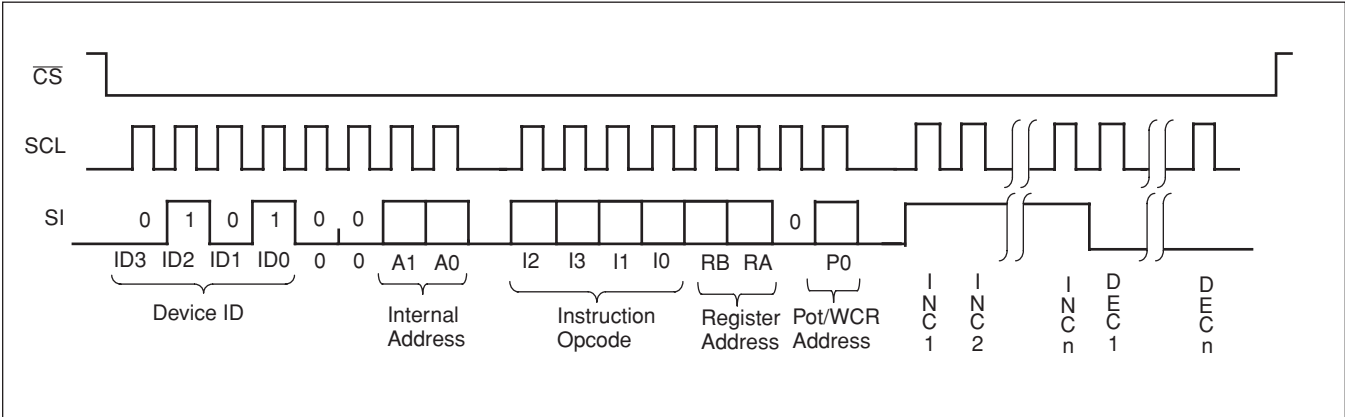 CS
SCL
SI
0 1 0 1 0 0
0
ID3 ID2 ID1 ID0 0 0 A1 A0 I2 I3 I1 I0 RB RA P0
Device ID
Internal Address
Instruction Opcode
Register Address
Pot/WCR Address
INC1
INC2
INCn
DEC1
DECn